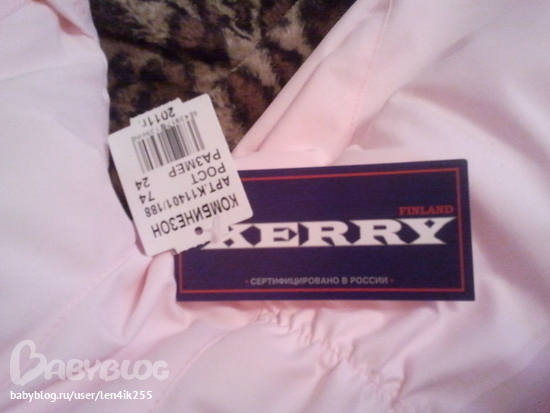 КОМБИНЕЗОН
АРТ.К11401/188
РОСТ 74
РАЗМЕР 24
2011г.
FINLAND
KERRY
- СЕРТИФИЦИРОВАНО В РОССИИ -
BABYBLOG
babyblog.ru/user/len4ik255